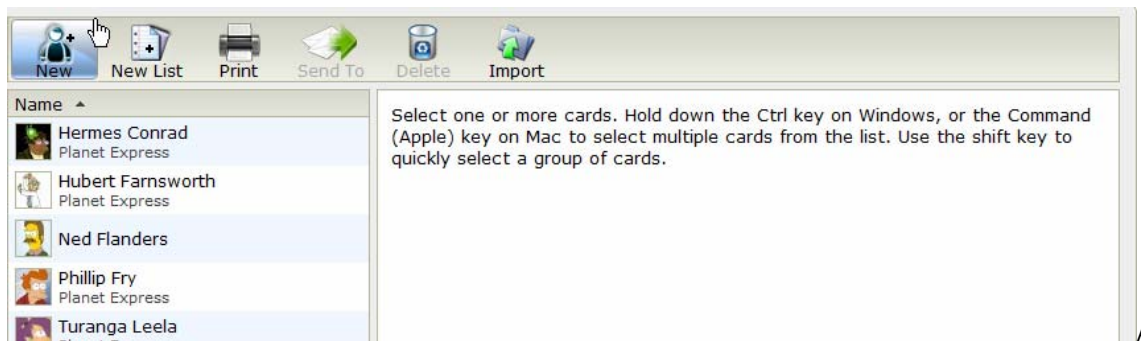 New
New List
Print
Send To
Delete
Import
Name
Hermes Conrad
Planet Express
Hubert Farnsworth
Planet Express
Ned Flanders
Phillip Fry
Planet Express
Turanga Leela
Select one or more cards. Hold down the Ctrl key on Windows, or the Command
(Apple) key on Mac to select multiple cards from the list. Use the shift key to
quickly select a group of cards.